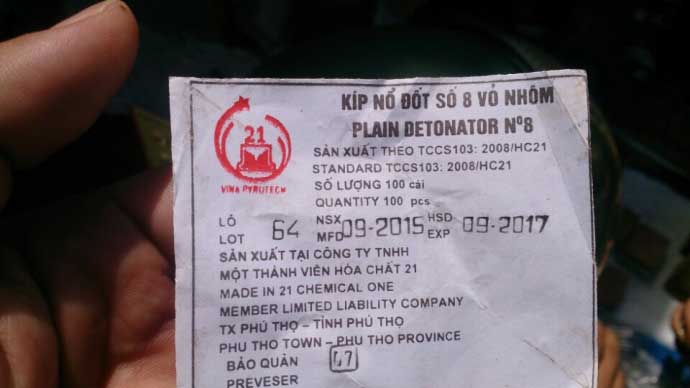 KÍP NỔ ĐỐT SỐ 8 VỎ NHÔM
PLAIN DETONATOR Nº8
21
VINA PYROTECH
SẢN XUẤT THEO TCCS103: 2008/HC21
STANDARD TCCS103: 2008/HC21
SỐ LƯỢNG 100 cái
QUANTITY 100 pcs
LÔ 64 NSX 09-2015 HSD 09-2017
LOT MFD EXP
SẢN XUẤT TẠI CÔNG TY TNHH
MỘT THÀNH VIÊN HÓA CHẤT 21
MADE IN 21 CHEMICAL ONE
MEMBER LIMITED LIABILITY COMPANY
TX PHÚ THỌ – TỈNH PHÚ THỌ
PHU THO TOWN – PHU THO PROVINCE
BẢO QUẢN 47
PREVESER